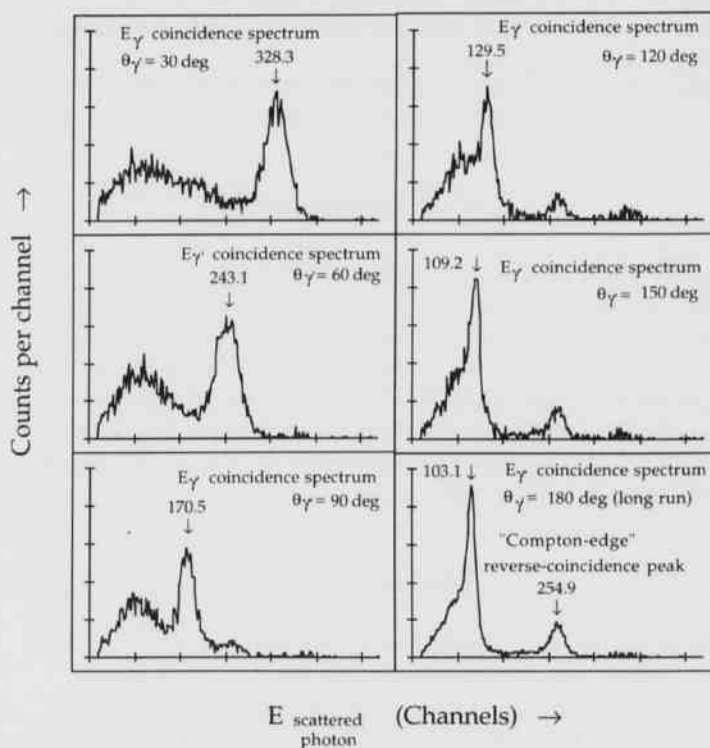 Eγ coincidence spectrum
θγ = 30 deg
328.3
↓
Eγ coincidence spectrum
129.5
θγ = 120 deg
↓
Eγ coincidence spectrum
θγ = 60 deg
243.1
↓
109.2
↓
Eγ coincidence spectrum
θγ = 150 deg
Eγ coincidence spectrum
θγ = 90 deg
170.5
↓
103.1 ↓
Eγ coincidence spectrum
θγ = 180 deg (long run)
"Compton-edge"
reverse-coincidence peak
254.9
↓
Counts per channel →
E scattered photon (Channels) →